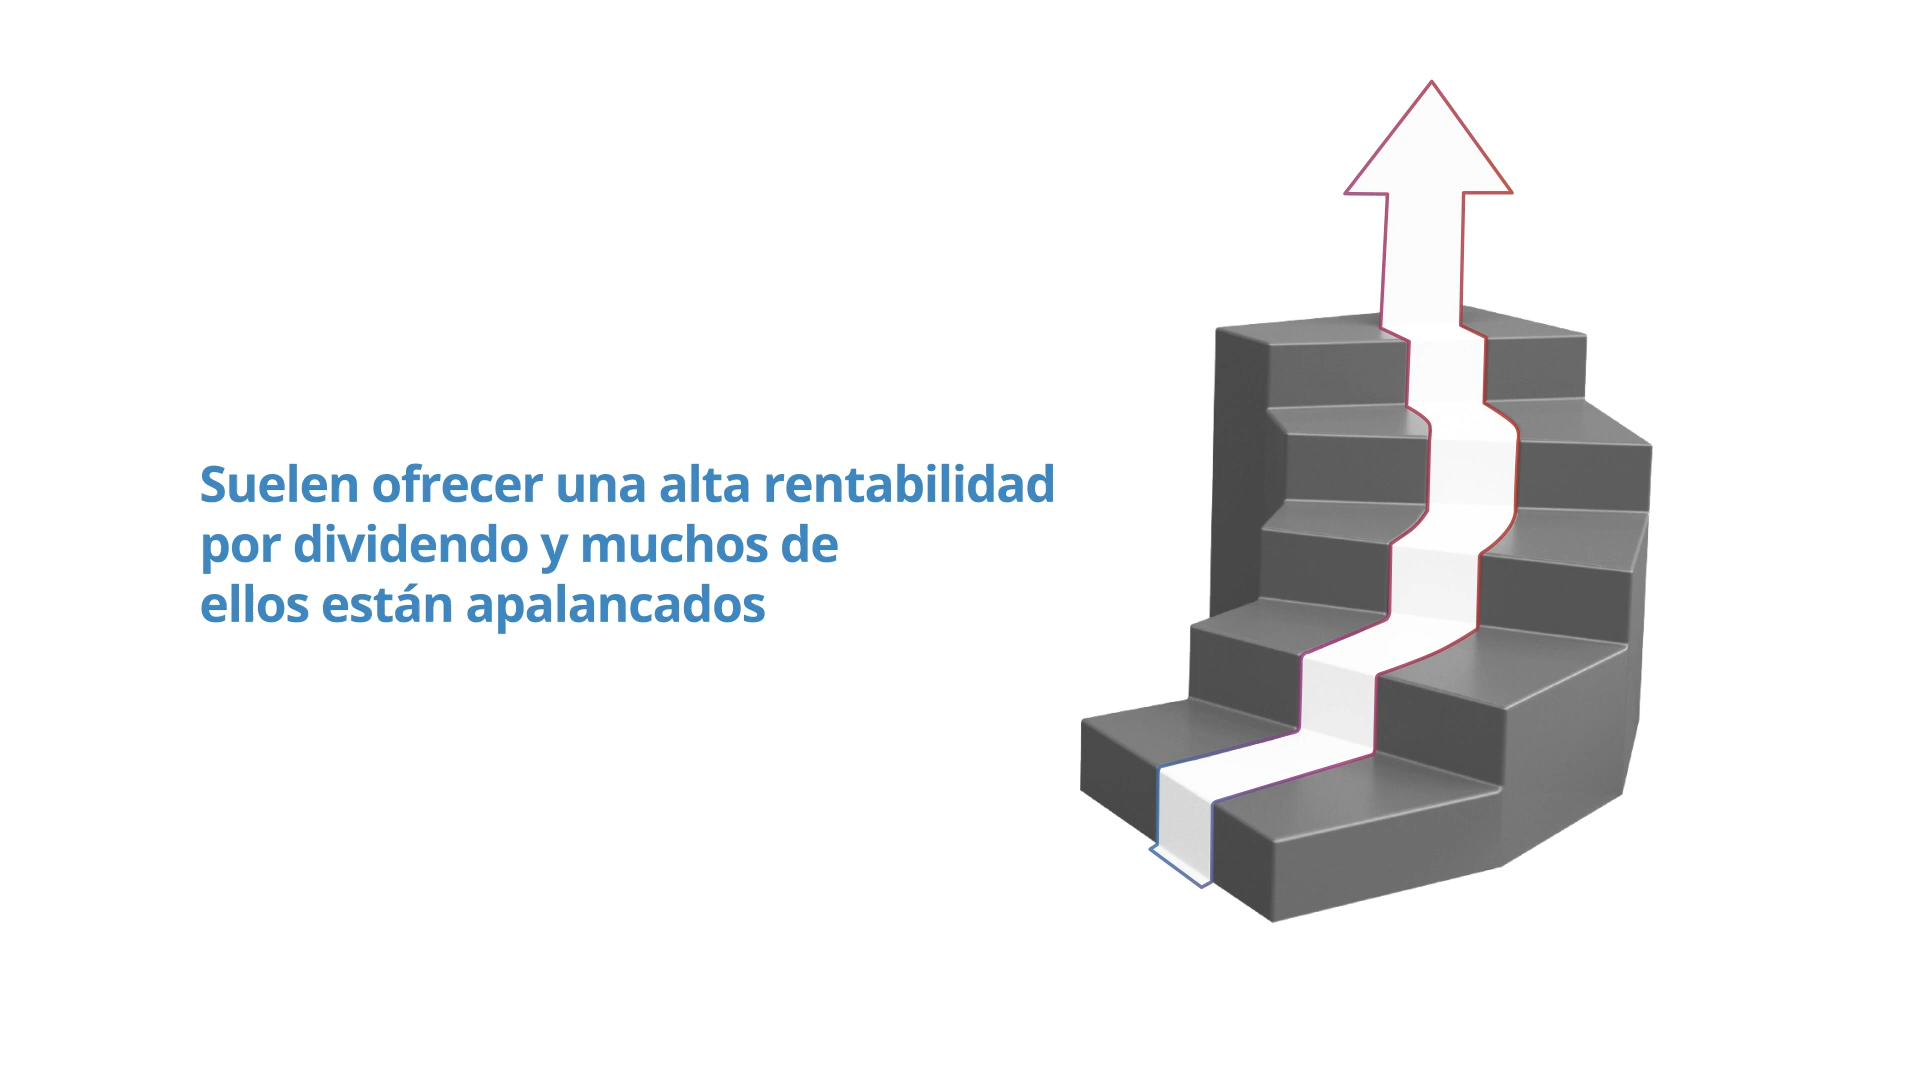 Suelen ofrecer una alta rentabilidad
por dividendo y muchos de
ellos están apalancados